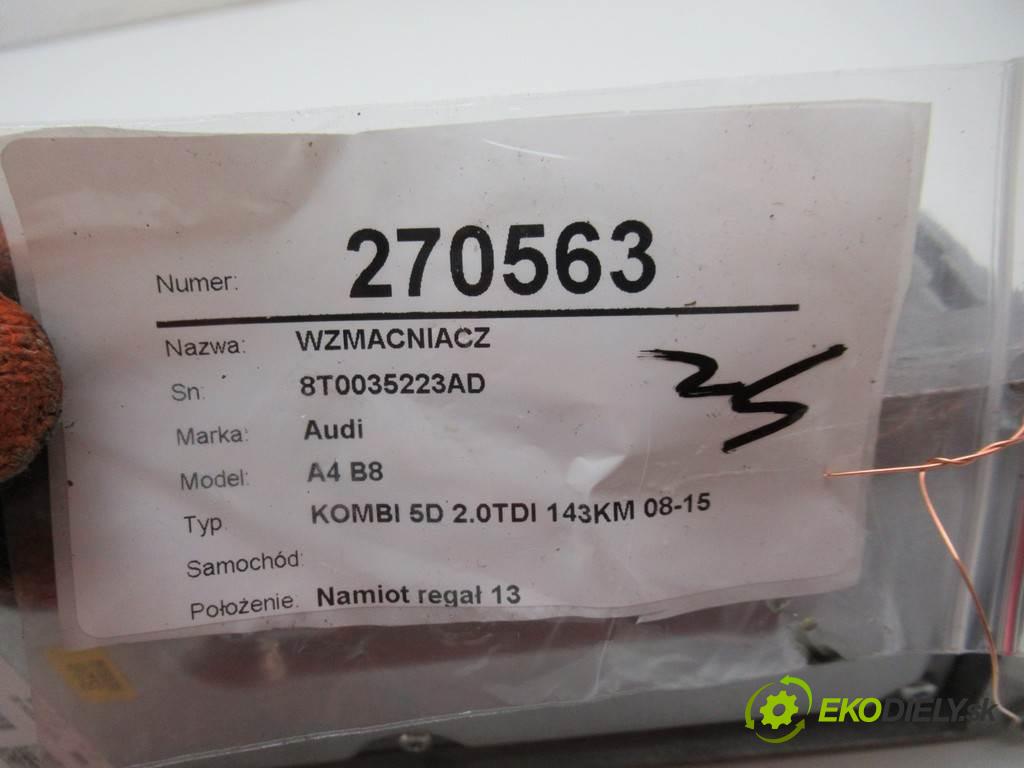 Numer: 270563
Nazwa: WZMACNIACZ
Sn: 8T0035223AD
Marka: Audi
Model: A4 B8
Typ KOMBI 5D 2.0TDI 143KM 08-15
Samochód:
Położenie. Namiot regał 13
EKODIELY.sk